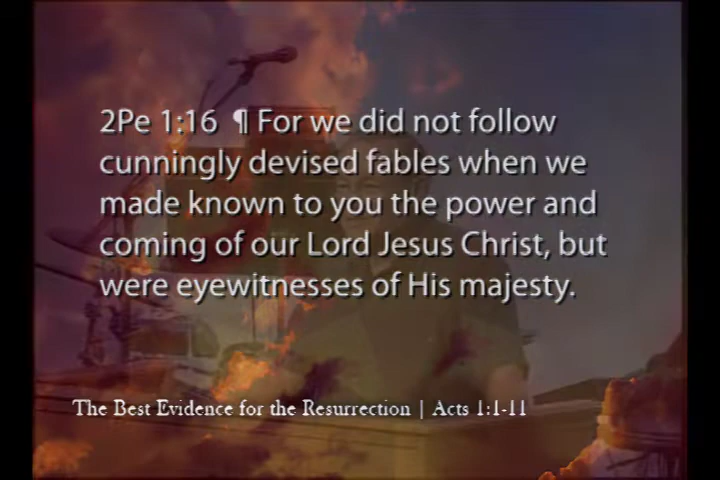 2Pe 1:16 ¶ For we did not follow
cunningly devised fables when we
made known to you the power and
coming of our Lord Jesus Christ, but
were eyewitnesses of His majesty.
The Best Evidence for the Resurrection | Acts 1:1-11